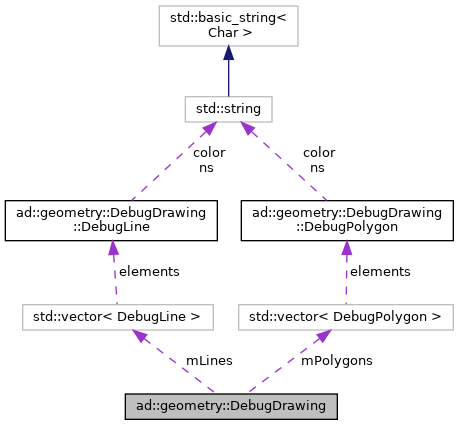 std::basic_string<
Char >
std::string
color
ns
color
ns
ad::geometry::DebugDrawing
::DebugLine
ad::geometry::DebugDrawing
::DebugPolygon
elements
elements
std::vector< DebugLine >
std::vector< DebugPolygon >
mLines
mPolygons
ad::geometry::DebugDrawing